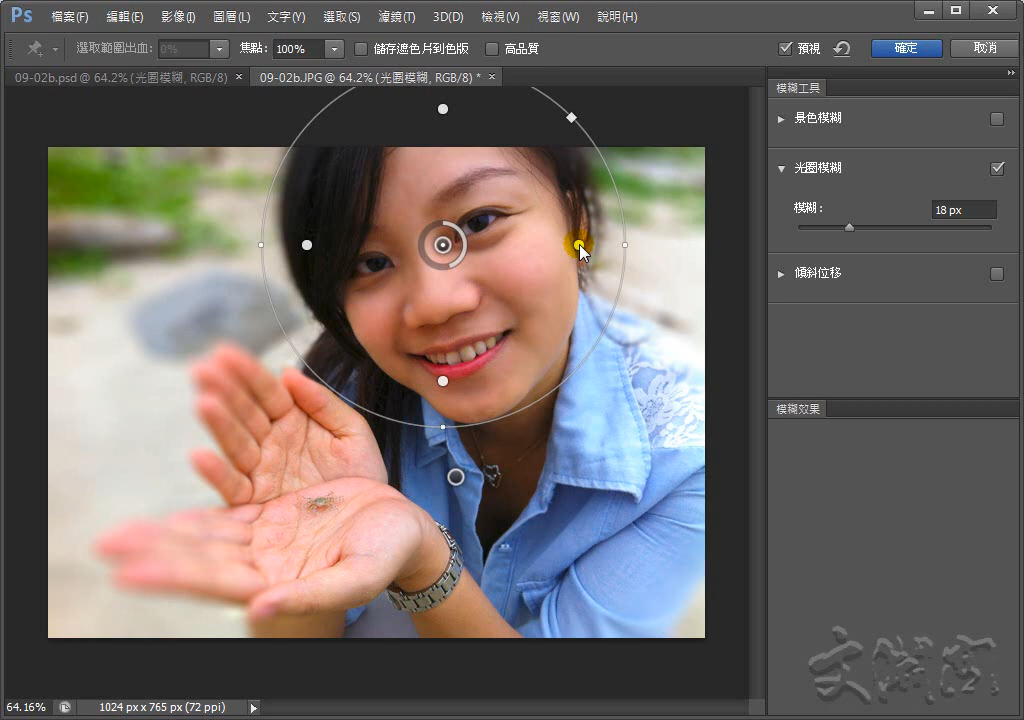 Ps 檔案(F) 編輯(E) 影像(I) 圖層(L) 文字(Y) 選取(S) 濾鏡(T) 3D(D) 檢視(V) 視窗(W) 說明(H)
選取範圍出血: 0% 焦點: 100% 儲存遮色片到色版 高品質 預視 確定 取消
09-02b.psd @ 64.2% (光圈模糊, RGB/8) × 09-02b.JPG @ 64.2% (光圈模糊, RGB/8) * ×
模糊工具
景色模糊
光圈模糊
模糊: 18 px
傾斜位移
模糊效果
64.16% 1024 px x 765 px (72 ppi)